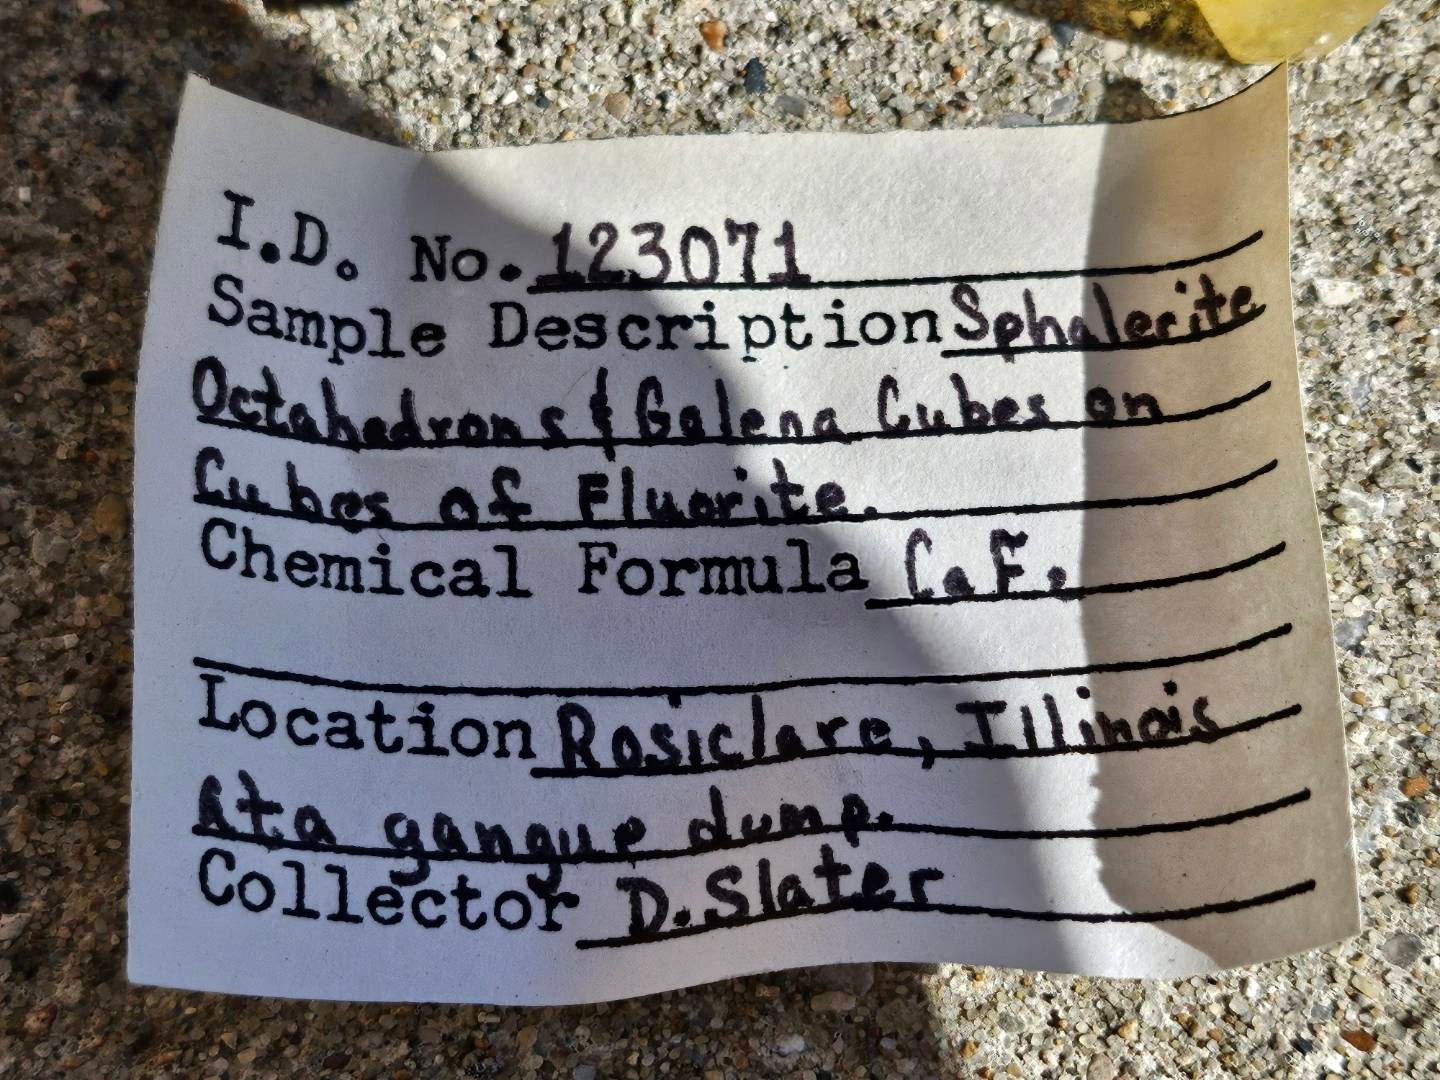 I.D. No. 123071
Sample Description Sphalerite
Octahedrons & Galena Cubes on
Cubes of Fluorite.
Chemical Formula CaF2
Location Rosiclare, Illinois
At a gangue dump.
Collector D. Slater